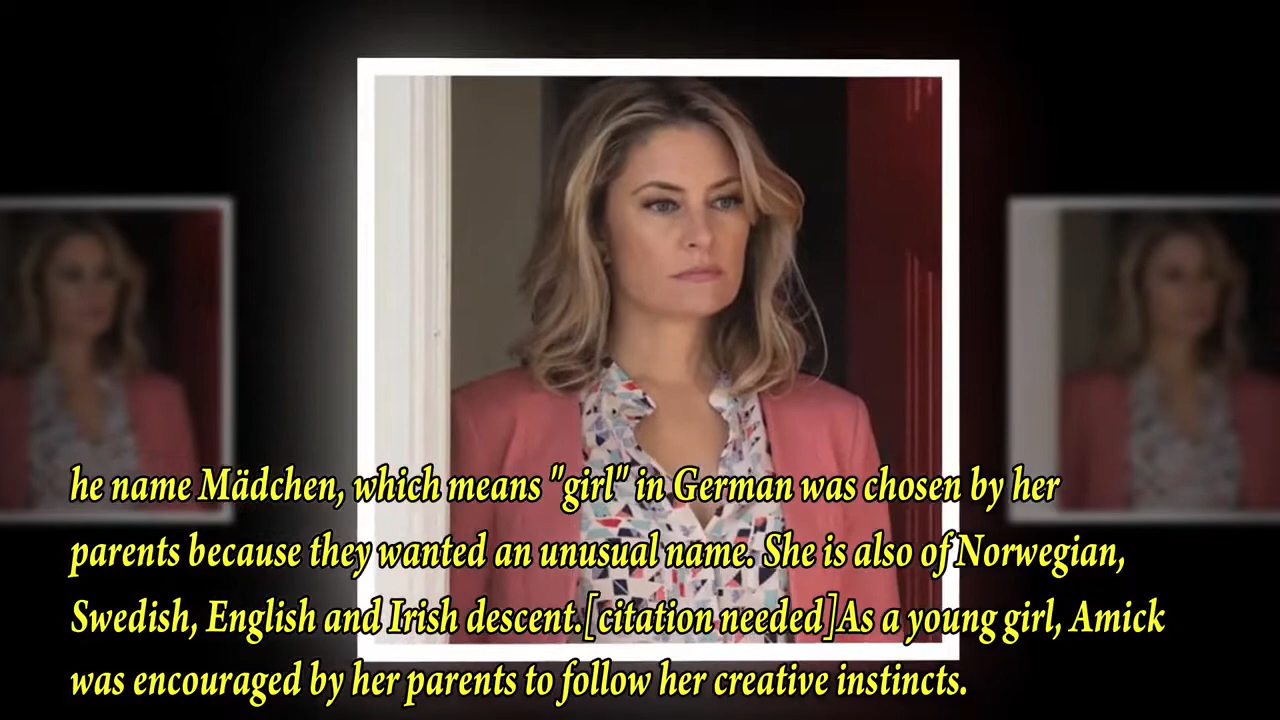 he name Mädchen, which means "girl" in German was chosen by her
parents because they wanted an unusual name. She is also of Norwegian,
Swedish, English and Irish descent.[citation needed]As a young girl, Amick
was encouraged by her parents to follow her creative instincts.